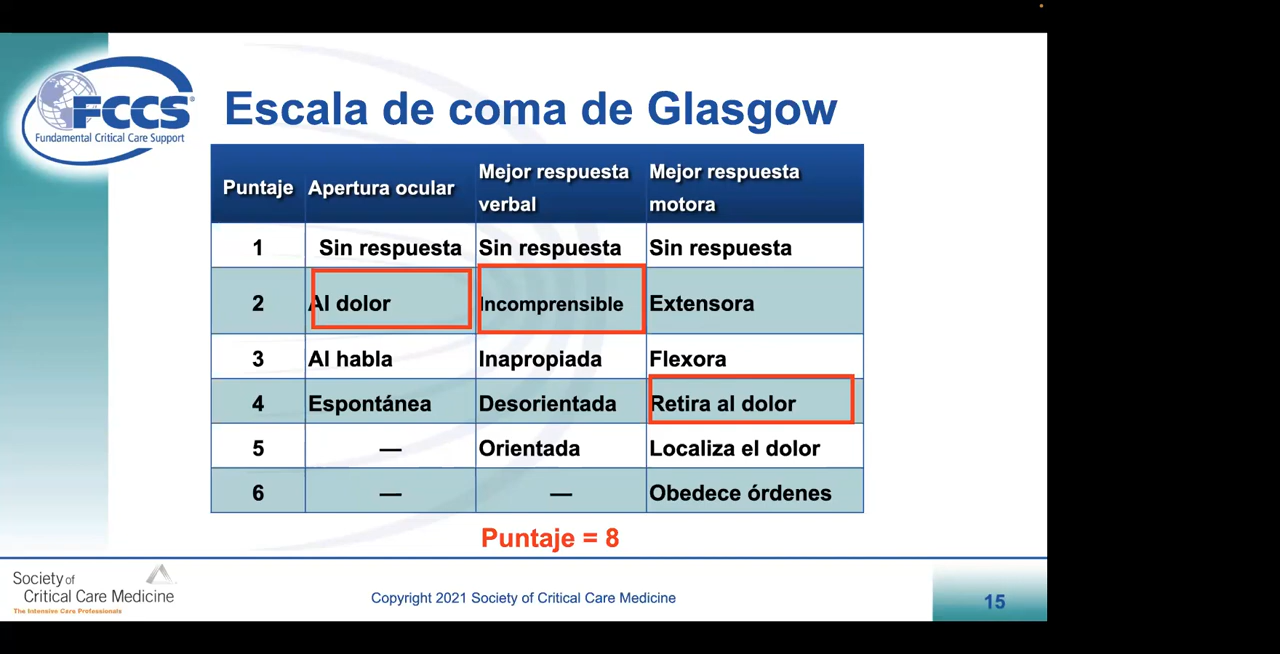 FCCS®
Fundamental Critical Care Support
Escala de coma de Glasgow
Puntaje Apertura ocular Mejor respuesta verbal Mejor respuesta motora
1 Sin respuesta Sin respuesta Sin respuesta
2 Al dolor Incomprensible Extensora
3 Al habla Inapropiada Flexora
4 Espontánea Desorientada Retira al dolor
5 — Orientada Localiza el dolor
6 — — Obedece órdenes
Puntaje = 8
Society of
Critical Care Medicine
The Intensive Care Professionals
Copyright 2021 Society of Critical Care Medicine
15